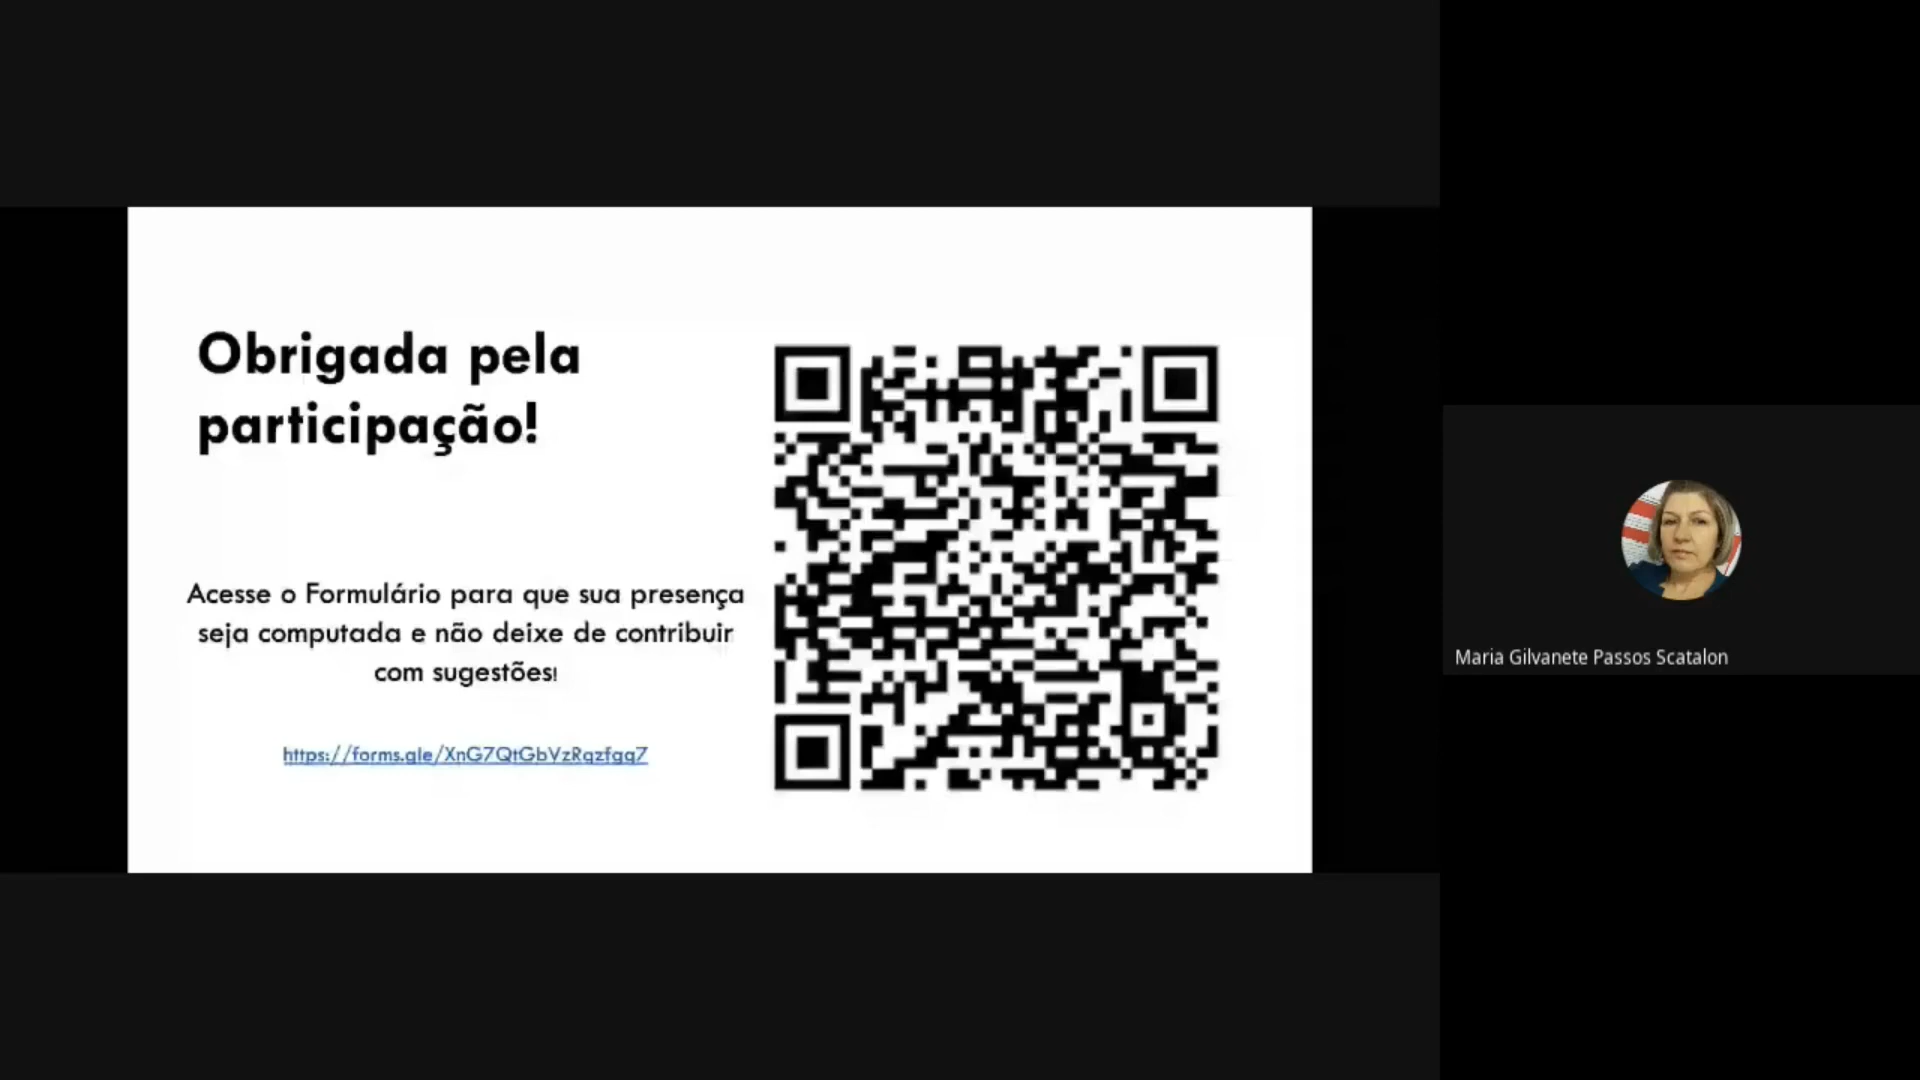 Obrigada pela
participação!
Acesse o Formulário para que sua presença
seja computada e não deixe de contribuir
com sugestões!
https://forms.gle/XnG7QtGbVzRqzfgq7
Maria Gilvanete Passos Scatalon